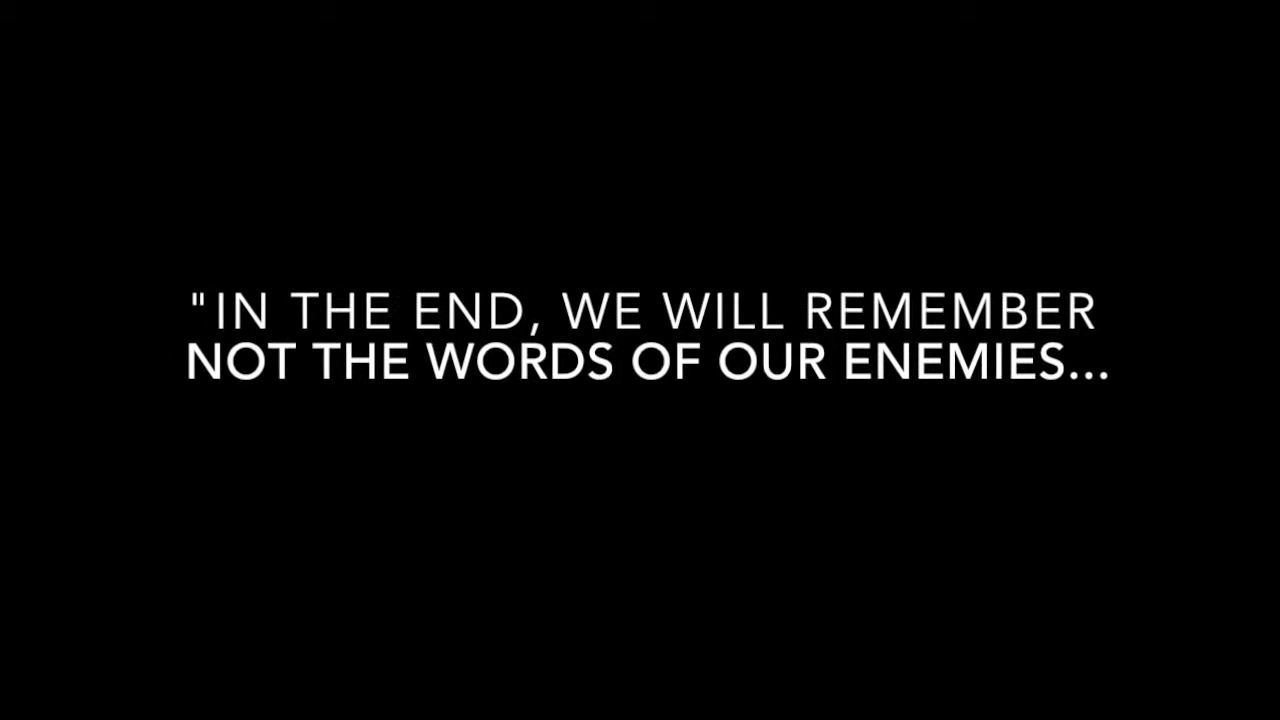 "IN THE END, WE WILL REMEMBER
NOT THE WORDS OF OUR ENEMIES...